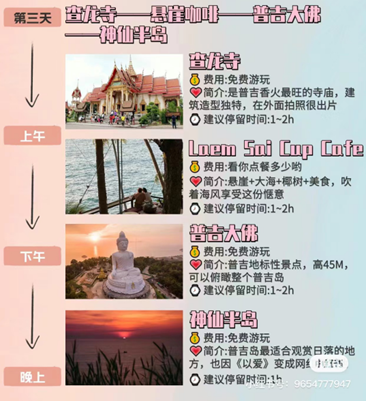 第三天
查龙寺——悬崖咖啡——普吉大佛
——神仙半岛
查龙寺
费用:免费游玩
简介:是普吉香火最旺的寺庙，建
筑造型独特，在外面拍照很出片
建议停留时间:1~2h
上午
Laem Sai Cup Cafe
费用:看你点餐多少哟
简介:悬崖+大海+椰树+美食，吹
着海风享受这份惬意
建议停留时间:1~2h
下午
普吉大佛
费用:免费游玩
简介:普吉地标性景点，高45M，
可以俯瞰整个普吉岛
建议停留时间:1~2h
神仙半岛
费用:免费游玩
简介:普吉岛最适合观赏日落的地
方，也因《以爱》变成网
建议停留时间:1h
晚上
9654777947